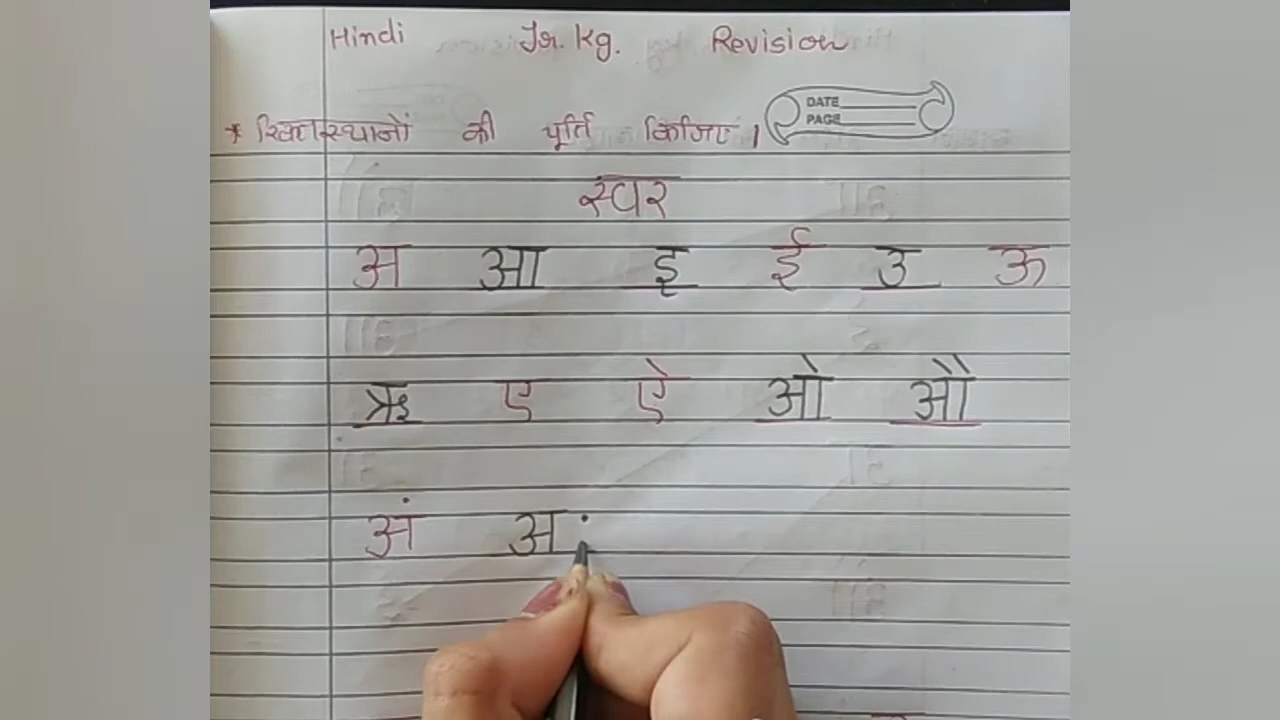 Hindi Jr. Kg. Revision
DATE
PAGE
* रिक्तस्थानों की पूर्ति किजिए ।
स्वर
अ आ इ ई उ ऊ
ऋ ए ऐ ओ औ
अं अ: